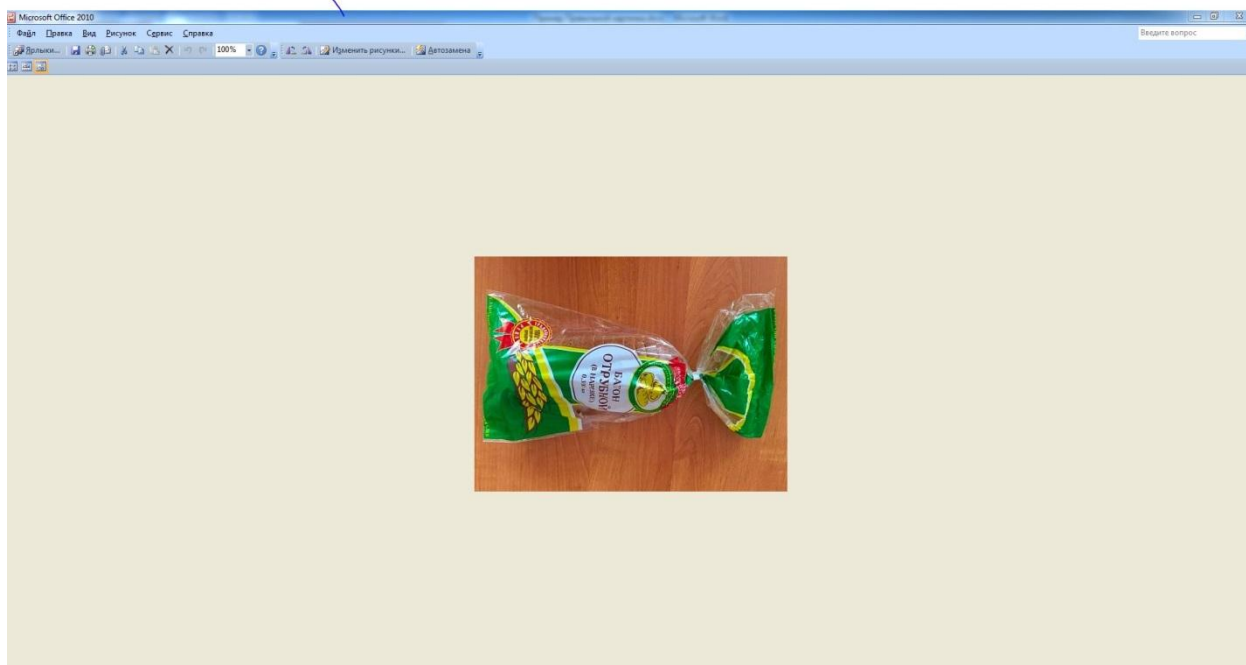 Microsoft Office 2010
Файл Правка Вид Рисунок Сервис Справка
Введите вопрос
Ярлыки... 100% Изменить рисунки... Автозамена
БАТОН
ОТРУБНОЙ
(В НАРЕЗКЕ)